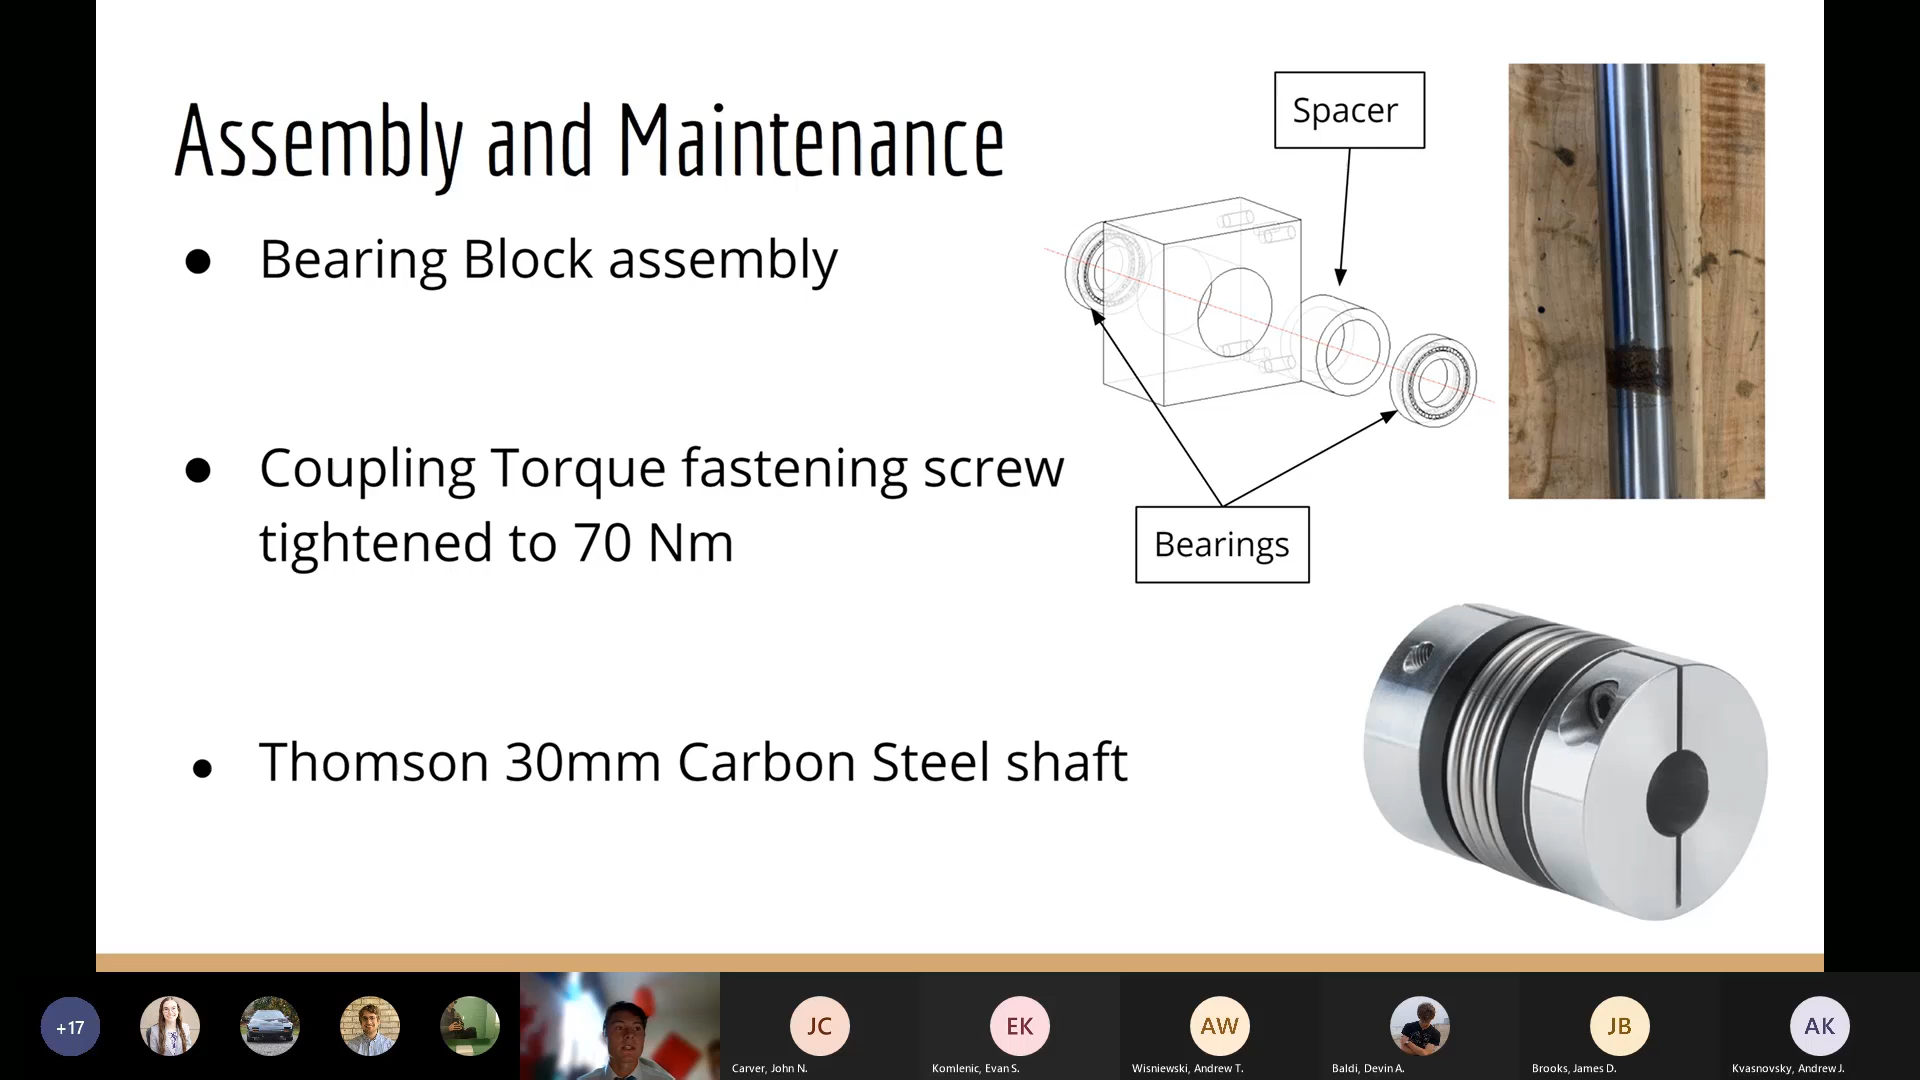 Assembly and Maintenance
● Bearing Block assembly
● Coupling Torque fastening screw
tightened to 70 Nm
● Thomson 30mm Carbon Steel shaft
Spacer
Bearings
+17
JC
Carver, John N.
EK
Komlenic, Evan S.
AW
Wisniewski, Andrew T.
Baldi, Devin A.
JB
Brooks, James D.
AK
Kvasnovsky, Andrew J.